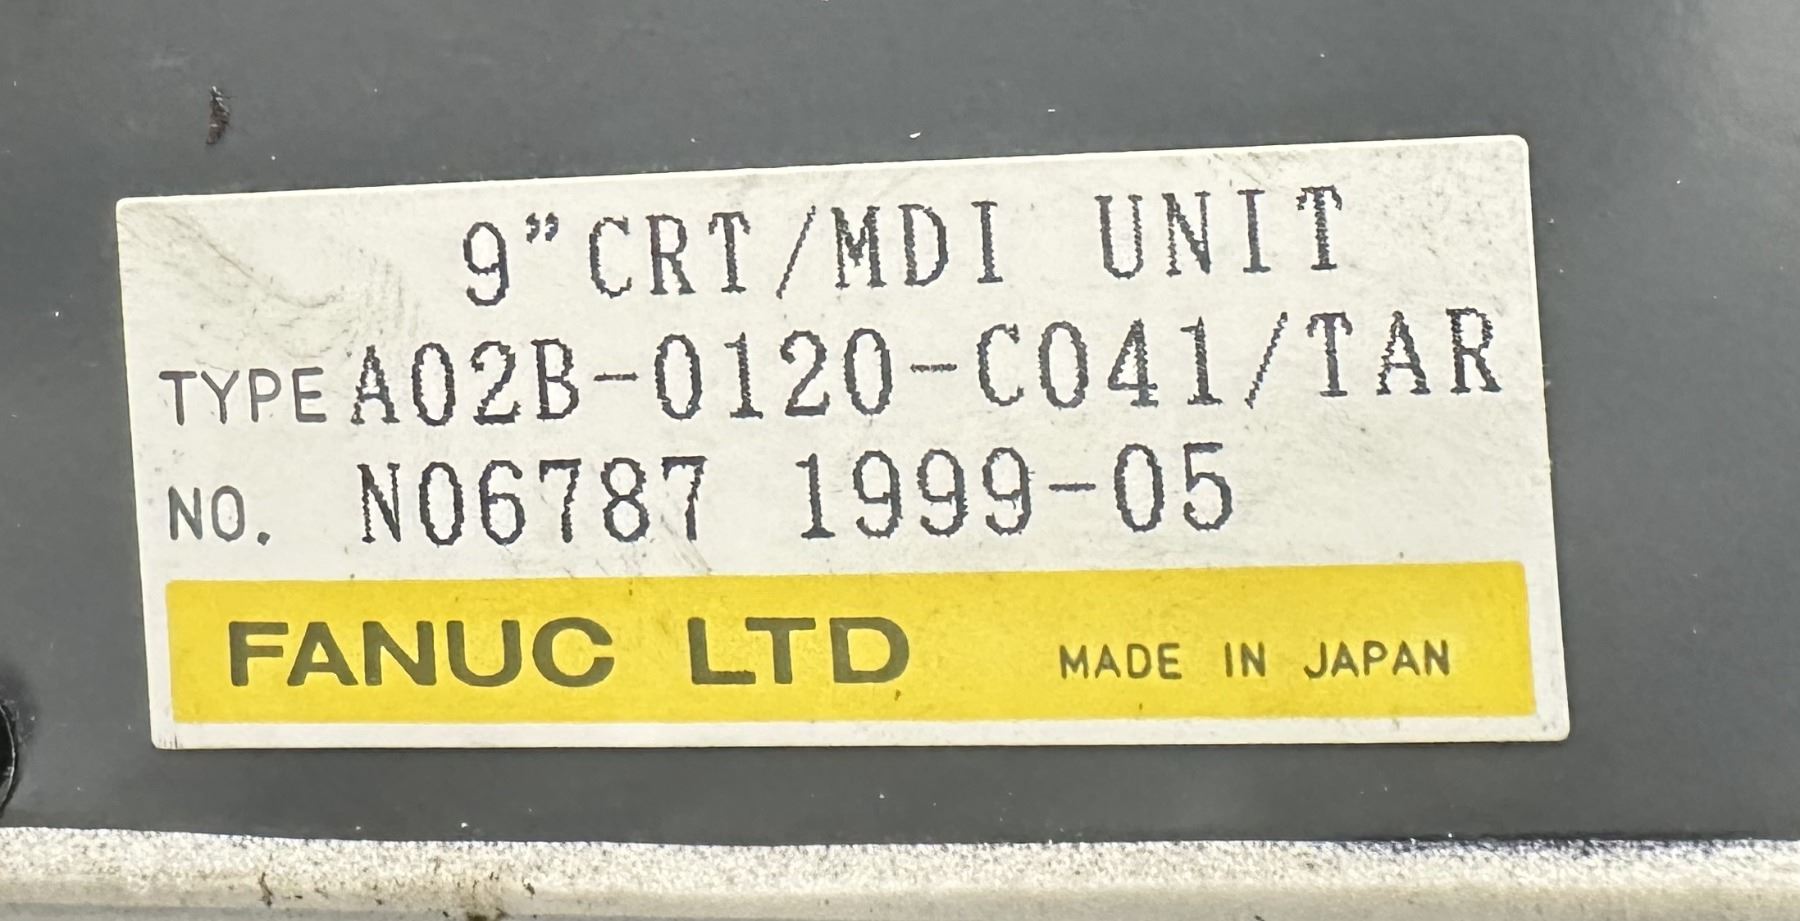 9”CRT/MDI UNIT
TYPE A02B-0120-C041/TAR
NO. N06787 1999-05
FANUC LTD MADE IN JAPAN